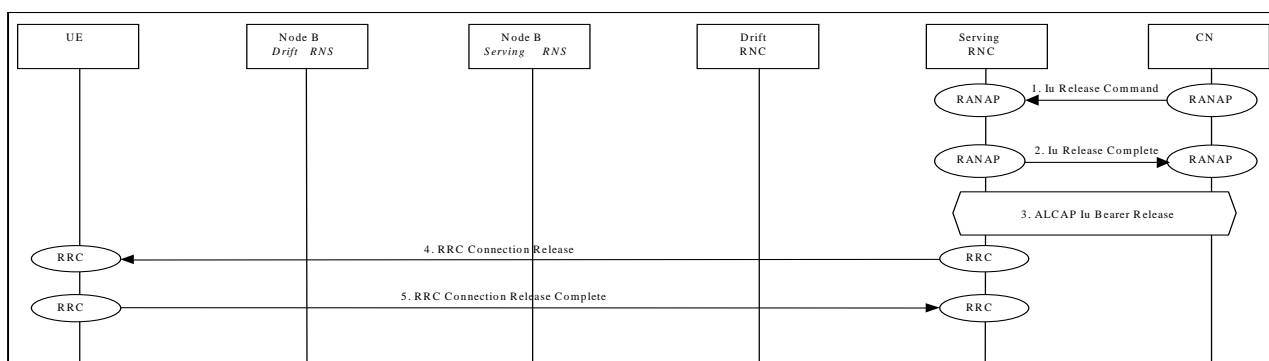 UE
Node B
Drift RNS
Node B
Serving RNS
Drift
RNC
Serving
RNC
CN
RANAP
1. Iu Release Command
RANAP
RANAP
2. Iu Release Complete
RANAP
3. ALCAP Iu Bearer Release
RRC
4. RRC Connection Release
RRC
RRC
5. RRC Connection Release Complete
RRC